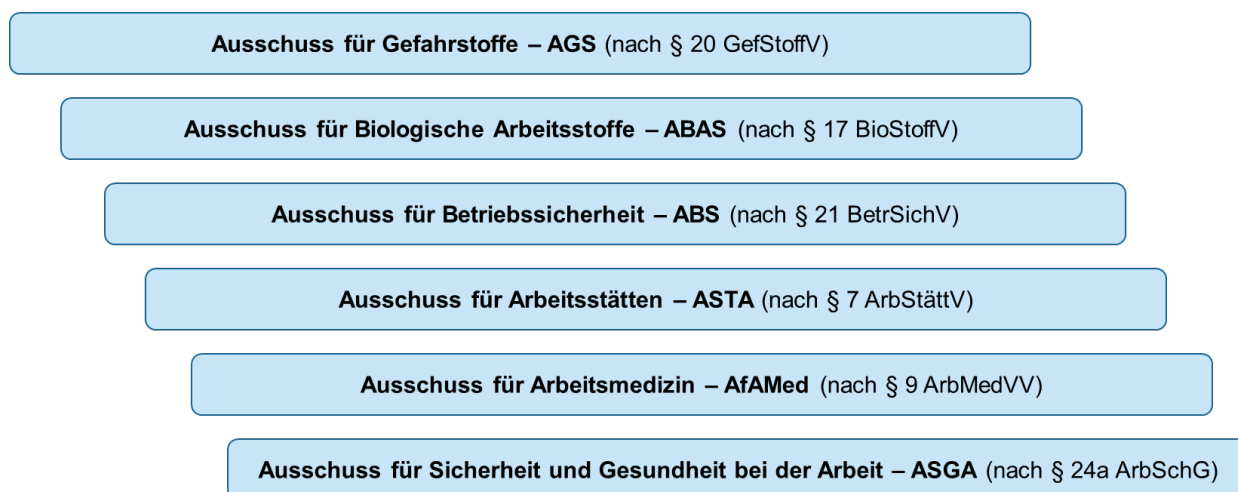 Ausschuss für Gefahrstoffe – AGS (nach § 20 GefStoffV)
Ausschuss für Biologische Arbeitsstoffe – ABAS (nach § 17 BioStoffV)
Ausschuss für Betriebssicherheit – ABS (nach § 21 BetrSichV)
Ausschuss für Arbeitsstätten – ASTA (nach § 7 ArbStättV)
Ausschuss für Arbeitsmedizin – AfAMed (nach § 9 ArbMedVV)
Ausschuss für Sicherheit und Gesundheit bei der Arbeit – ASGA (nach § 24a ArbSchG)